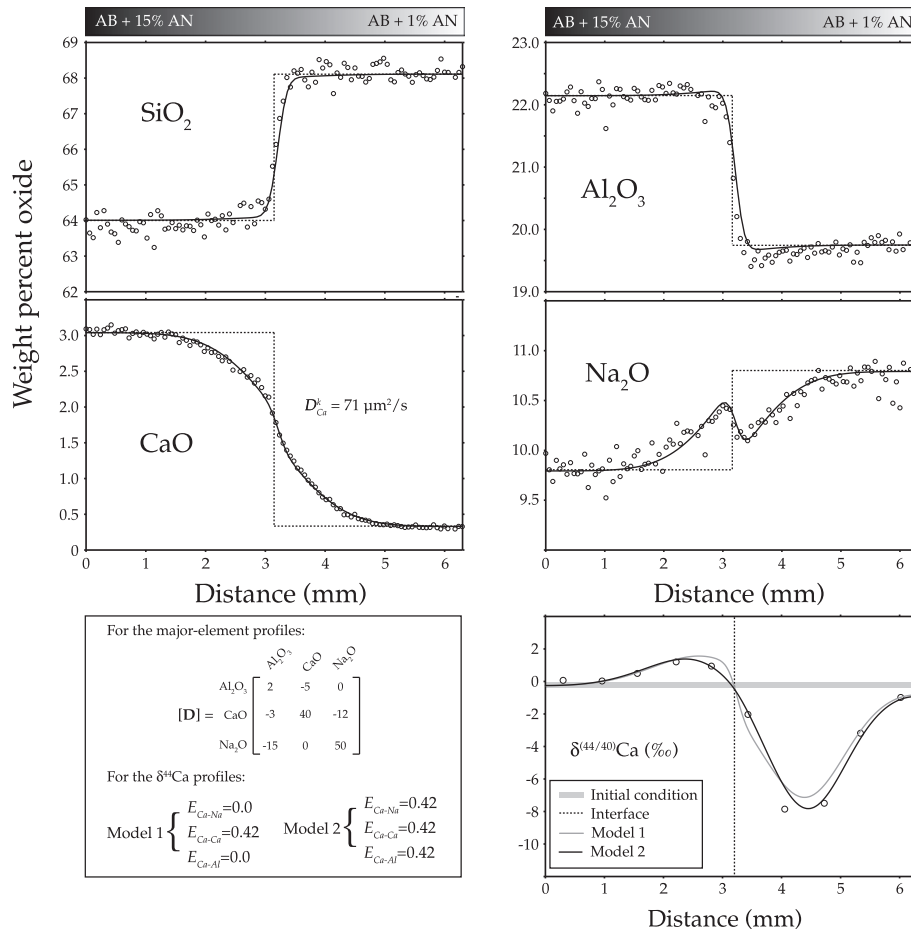 AB + 15% AN AB + 1% AN
69
68
67
66
65
64
63
62
SiO₂
Weight percent oxide
3.0
2.5
2.0
1.5
1.0
0.5
0
CaO
D^k_Ca = 71 µm²/s
0 1 2 3 4 5 6
Distance (mm)
AB + 15% AN AB + 1% AN
23.0
22.0
21.0
20.0
19.0
Al₂O₃
11.0
10.5
10.0
9.5
Na₂O
0 1 2 3 4 5 6
Distance (mm)
For the major-element profiles:
Al₂O₃ CaO Na₂O
Al₂O₃ 2 -5 0
[D] = CaO -3 40 -12
Na₂O -15 0 50
For the δ⁴⁴Ca profiles:
Model 1 { E_Ca-Na=0.0
E_Ca-Ca=0.42
E_Ca-Al=0.0
Model 2 { E_Ca-Na=0.42
E_Ca-Ca=0.42
E_Ca-Al=0.42
2
0
-2
-4
-6
-8
-10
δ^(44/40)Ca (‰)
Initial condition
Interface
Model 1
Model 2
0 1 2 3 4 5 6
Distance (mm)